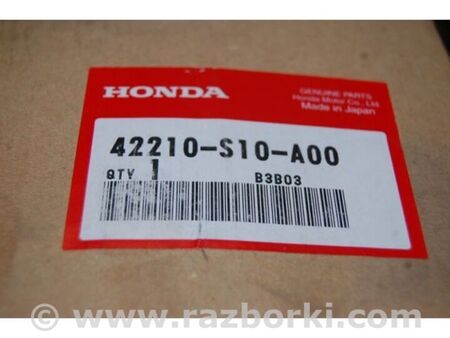 HONDA
GENUINE PARTS
Honda Motor Co., Ltd.
Made in Japan
42210-S10-A00
QTY 1 B3B03
© www.razborki.com